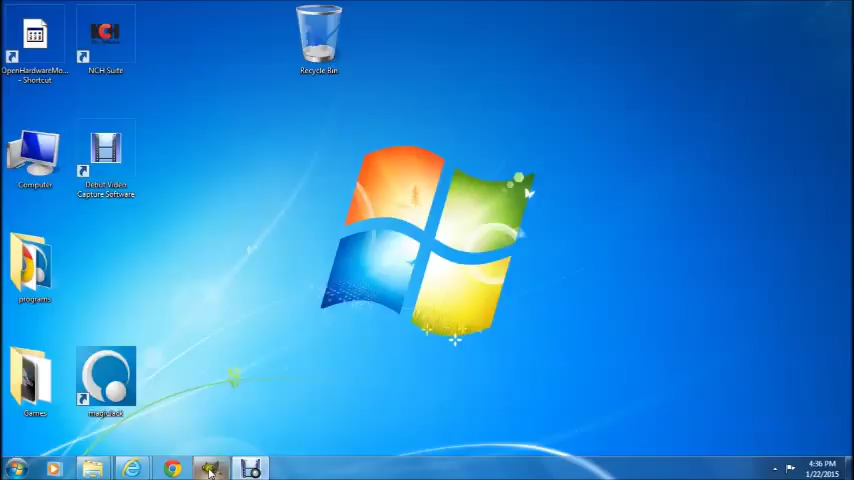 OpenHardwareMo...
- Shortcut
NCH
NCH Suite
Recycle Bin
Computer
Debut Video
Capture Software
programs
Games
magicJack
4:36 PM
1/22/2015